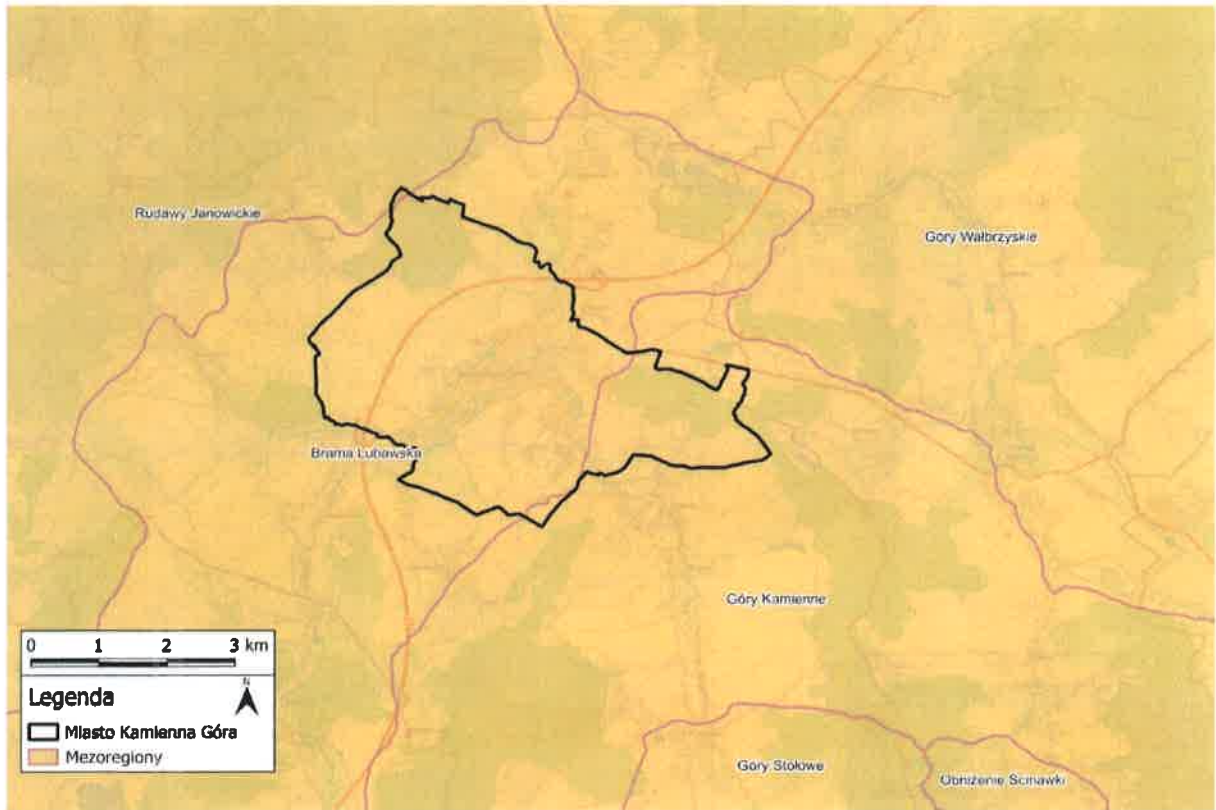 Rudawy Janowickie
Góry Wałbrzyskie
Brama Lubawska
Góry Kamienne
Góry Stołowe
Obniżenie Ścinawki
0 1 2 3 km
Legenda
N
Miasto Kamienna Góra
Mezoregiony